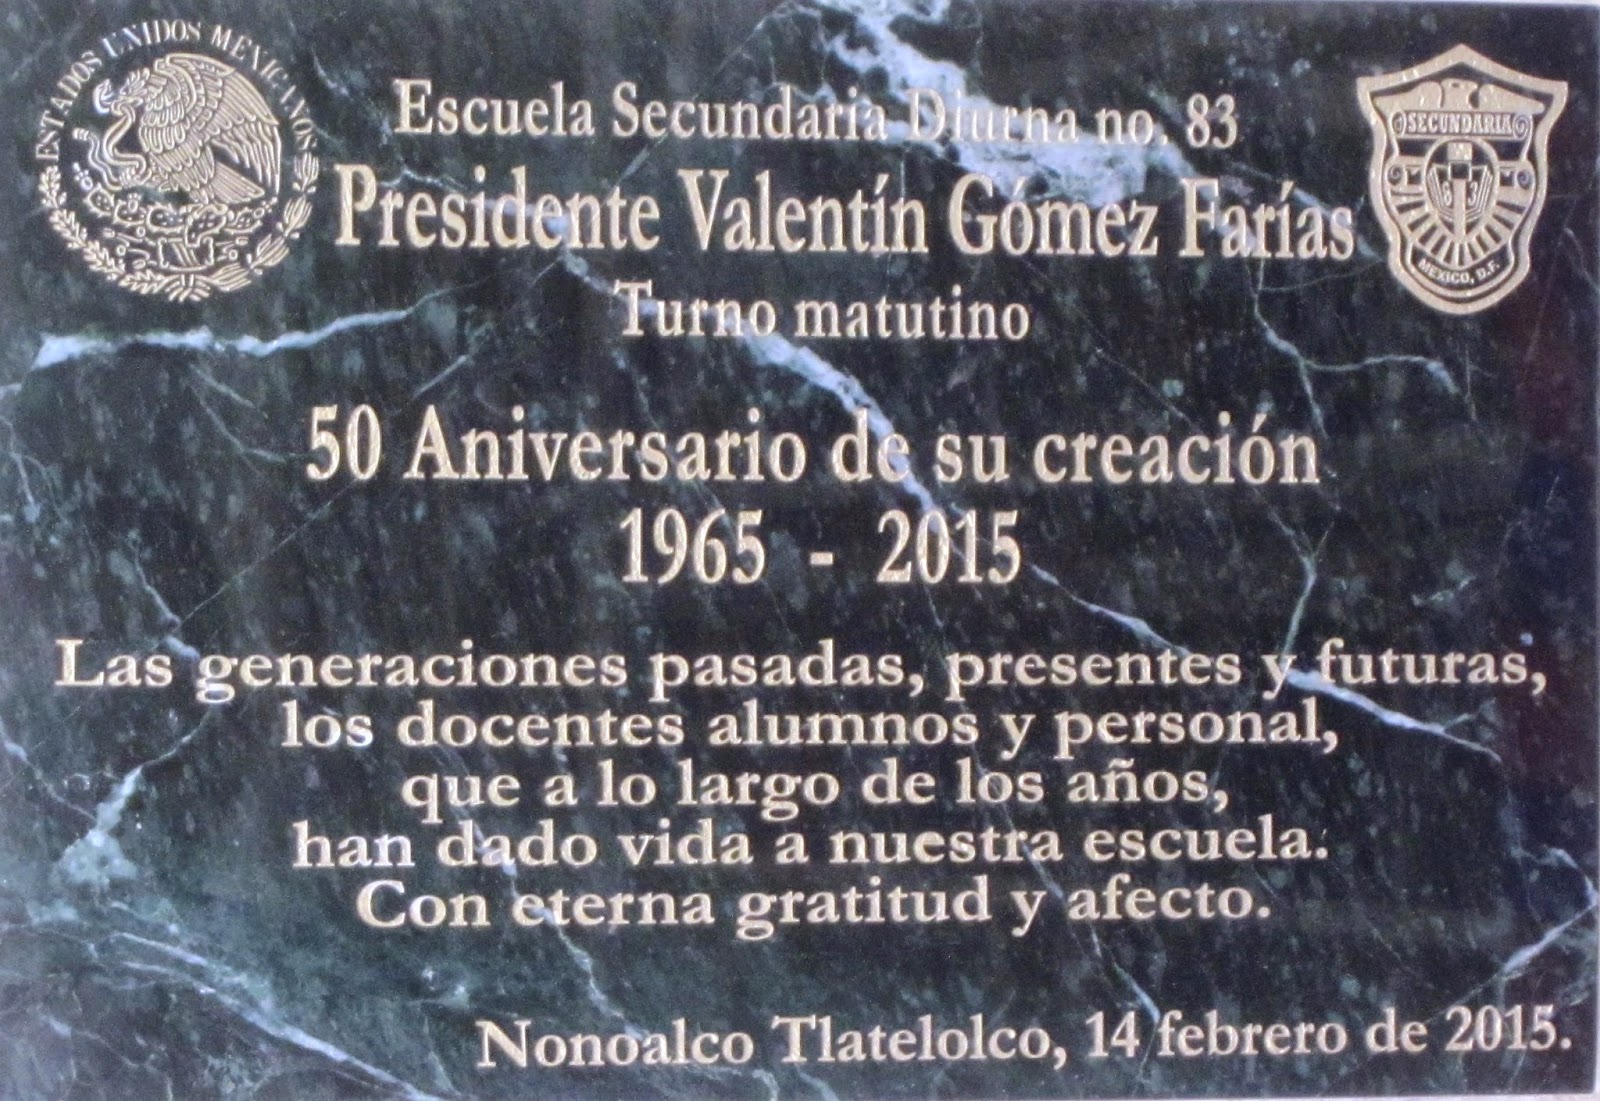 ESTADOS UNIDOS MEXICANOS
Escuela Secundaria Diurna no. 83
Presidente Valentín Gómez Farías
Turno matutino
SECUNDARIA
83
MEXICO, D.F.
50 Aniversario de su creación
1965 - 2015
Las generaciones pasadas, presentes y futuras,
los docentes alumnos y personal,
que a lo largo de los años,
han dado vida a nuestra escuela.
Con eterna gratitud y afecto.
Nonoalco Tlatelolco, 14 febrero de 2015.